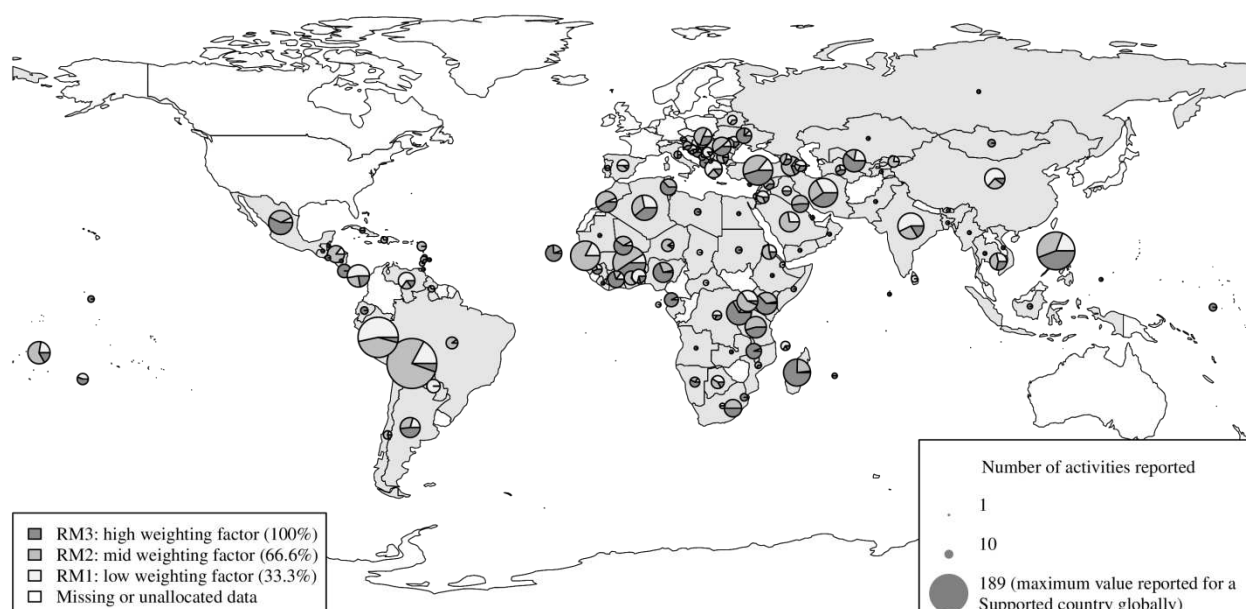 RM3: high weighting factor (100%)
RM2: mid weighting factor (66.6%)
RM1: low weighting factor (33.3%)
Missing or unallocated data
Number of activities reported
1
10
189 (maximum value reported for a
Supported country globally)